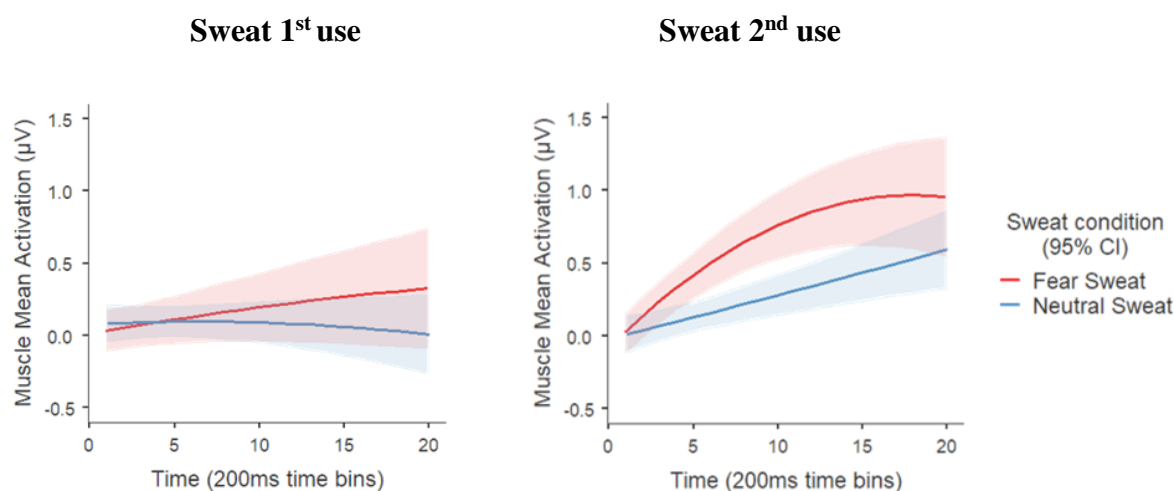 Sweat 1st use
Muscle Mean Activation (µV)
1.5
1.0
0.5
0.0
-0.5
0
5
10
15
20
Time (200ms time bins)
Sweat 2nd use
Muscle Mean Activation (µV)
1.5
1.0
0.5
0.0
-0.5
0
5
10
15
20
Time (200ms time bins)
Sweat condition
(95% CI)
Fear Sweat
Neutral Sweat